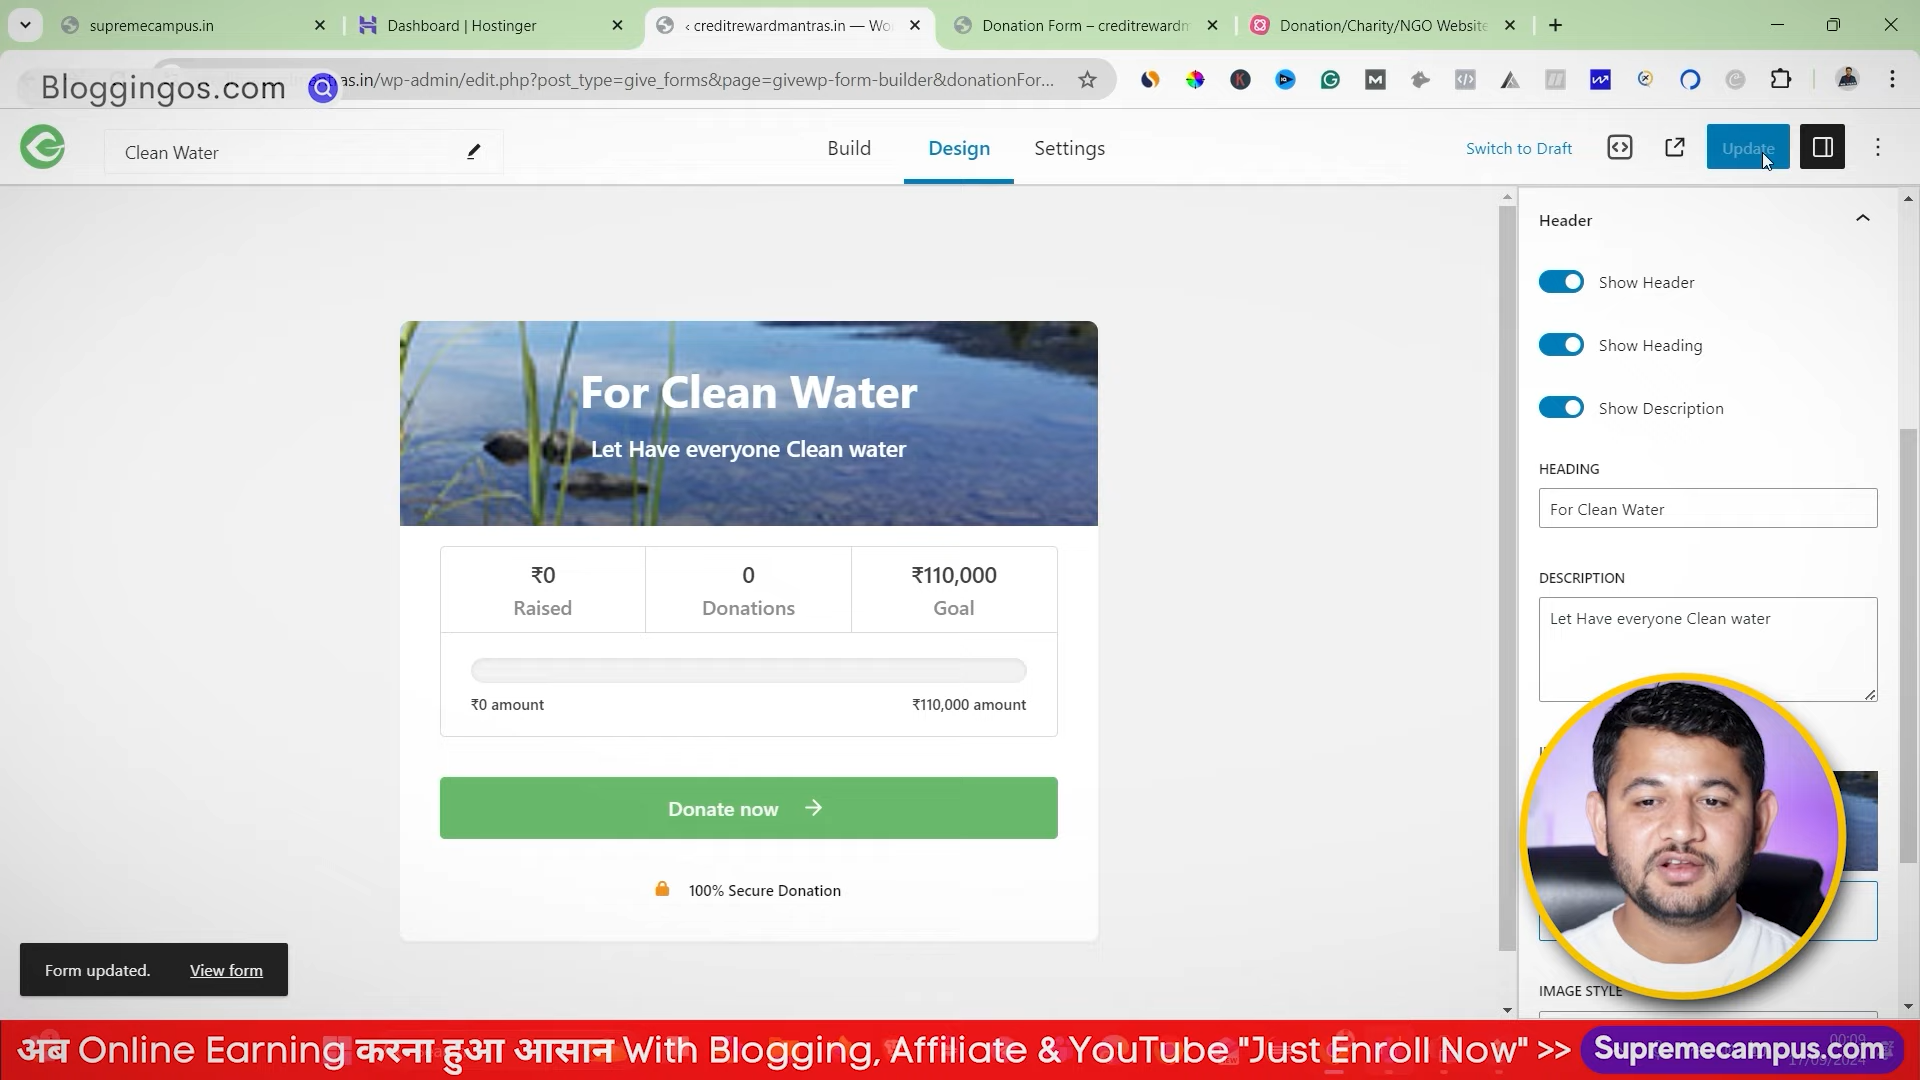 supremecampus.in
Dashboard | Hostinger
‹ creditrewardmantras.in — Wo
Donation Form – creditrewardm
Donation/Charity/NGO Website
Bloggingos.com
as.in/wp-admin/edit.php?post_type=give_forms&page=givewp-form-builder&donationFor...
Clean Water
Build
Design
Settings
Switch to Draft
Update
Header
Show Header
Show Heading
Show Description
HEADING
For Clean Water
DESCRIPTION
Let Have everyone Clean water
IMAGE STYLE
For Clean Water
Let Have everyone Clean water
₹0
Raised
0
Donations
₹110,000
Goal
₹0 amount
₹110,000 amount
Donate now
100% Secure Donation
Form updated.
View form
अब Online Earning करना हुआ आसान With Blogging, Affiliate & YouTube "Just Enroll Now" >>
Supremecampus.com
00:09
17/09/2024